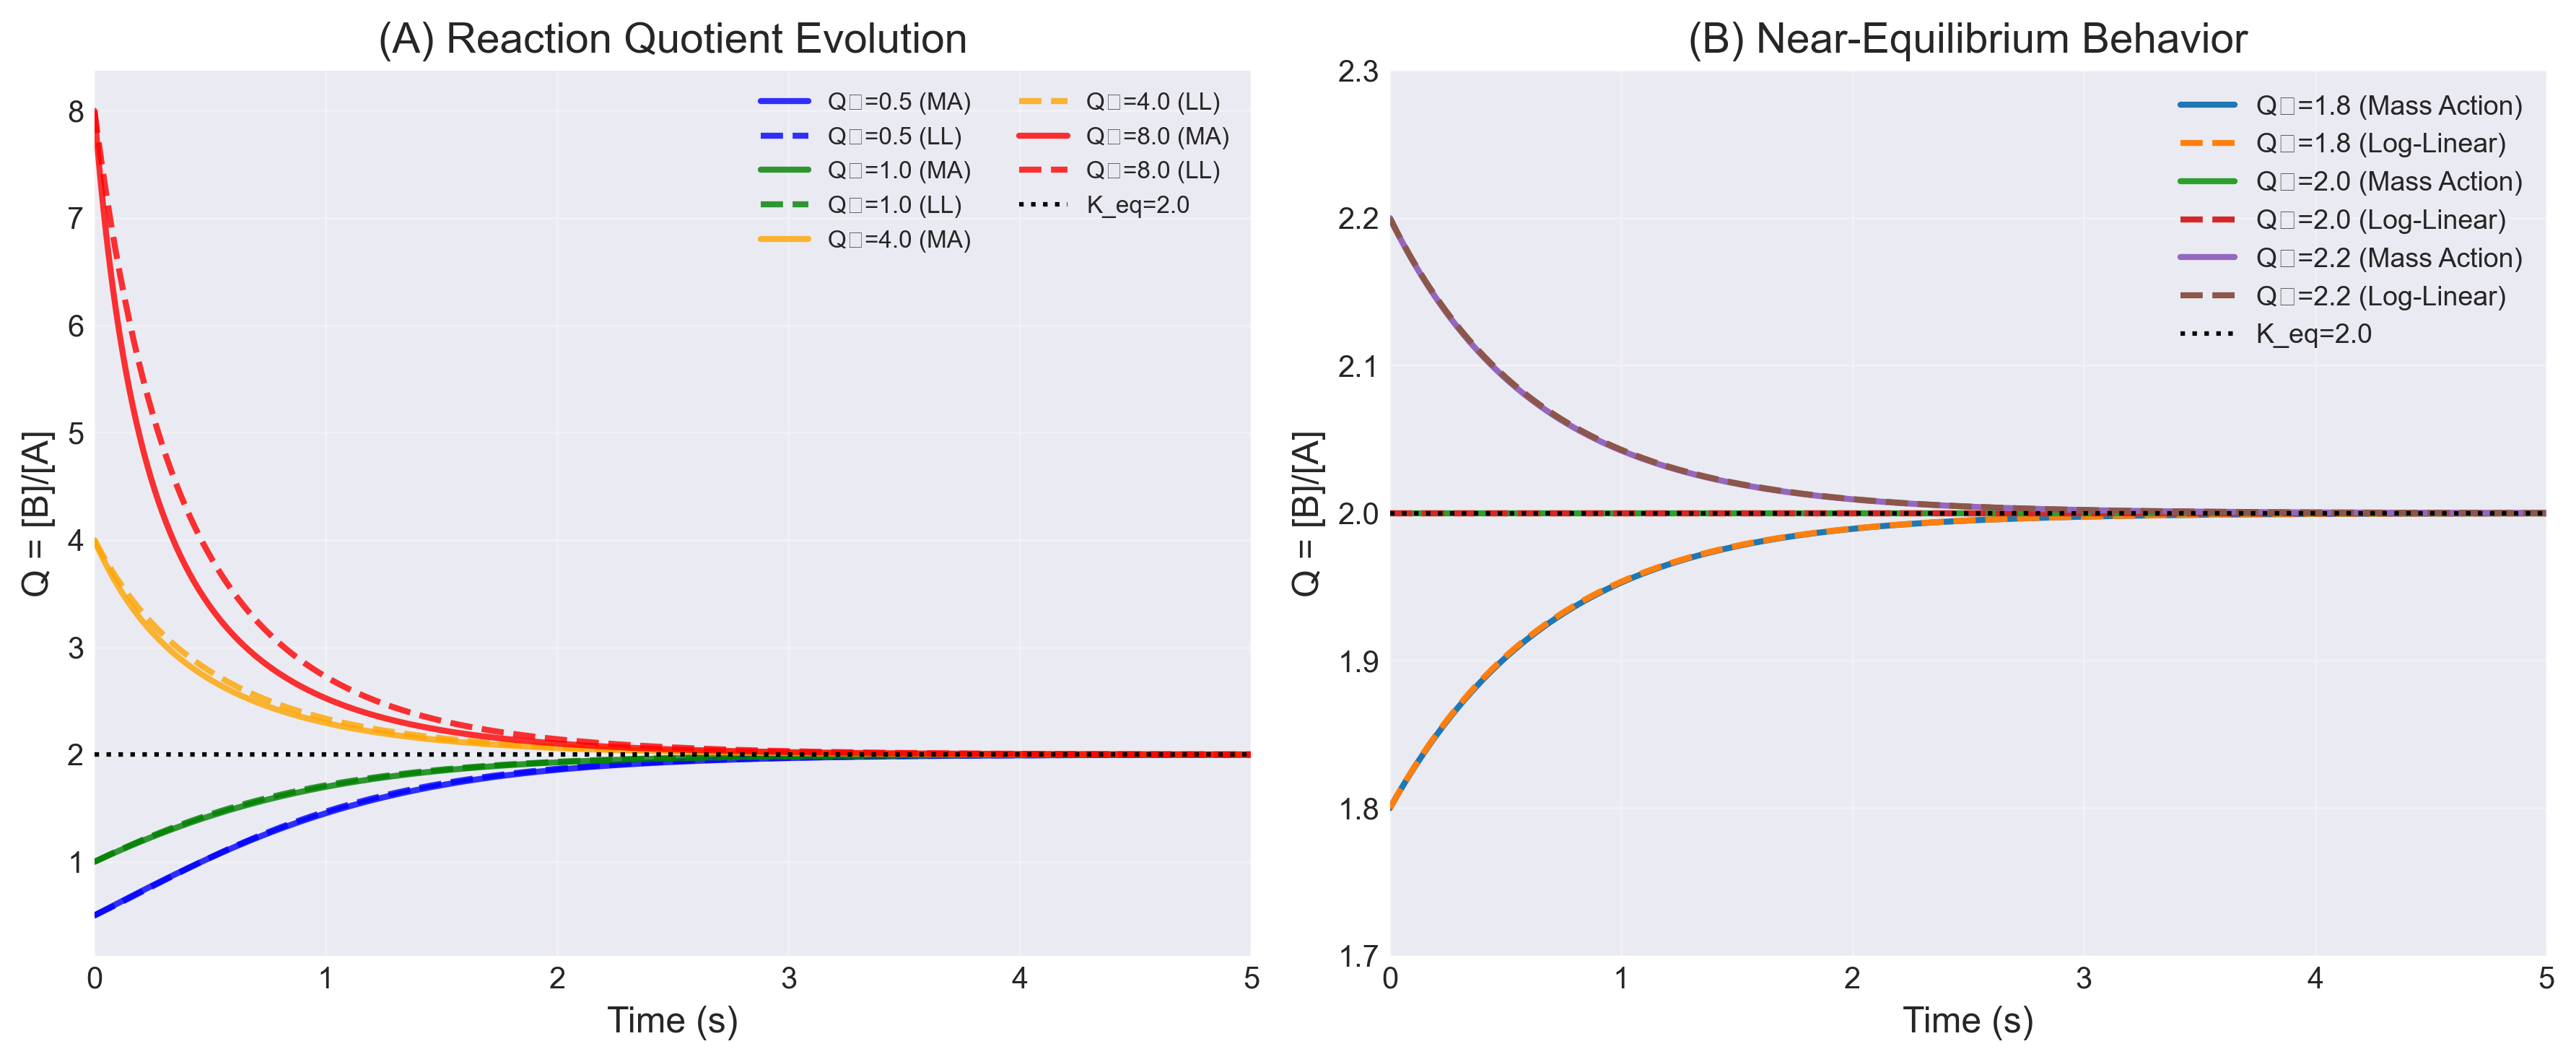 (A) Reaction Quotient Evolution
8
7
6
5
4
3
2
1
Q = [B]/[A]
0 1 2 3 4 5
Time (s)
Q□=0.5 (MA)
Q□=0.5 (LL)
Q□=1.0 (MA)
Q□=1.0 (LL)
Q□=4.0 (MA)
Q□=4.0 (LL)
Q□=8.0 (MA)
Q□=8.0 (LL)
K_eq=2.0
(B) Near-Equilibrium Behavior
2.3
2.2
2.1
2.0
1.9
1.8
1.7
Q = [B]/[A]
0 1 2 3 4 5
Time (s)
Q□=1.8 (Mass Action)
Q□=1.8 (Log-Linear)
Q□=2.0 (Mass Action)
Q□=2.0 (Log-Linear)
Q□=2.2 (Mass Action)
Q□=2.2 (Log-Linear)
K_eq=2.0